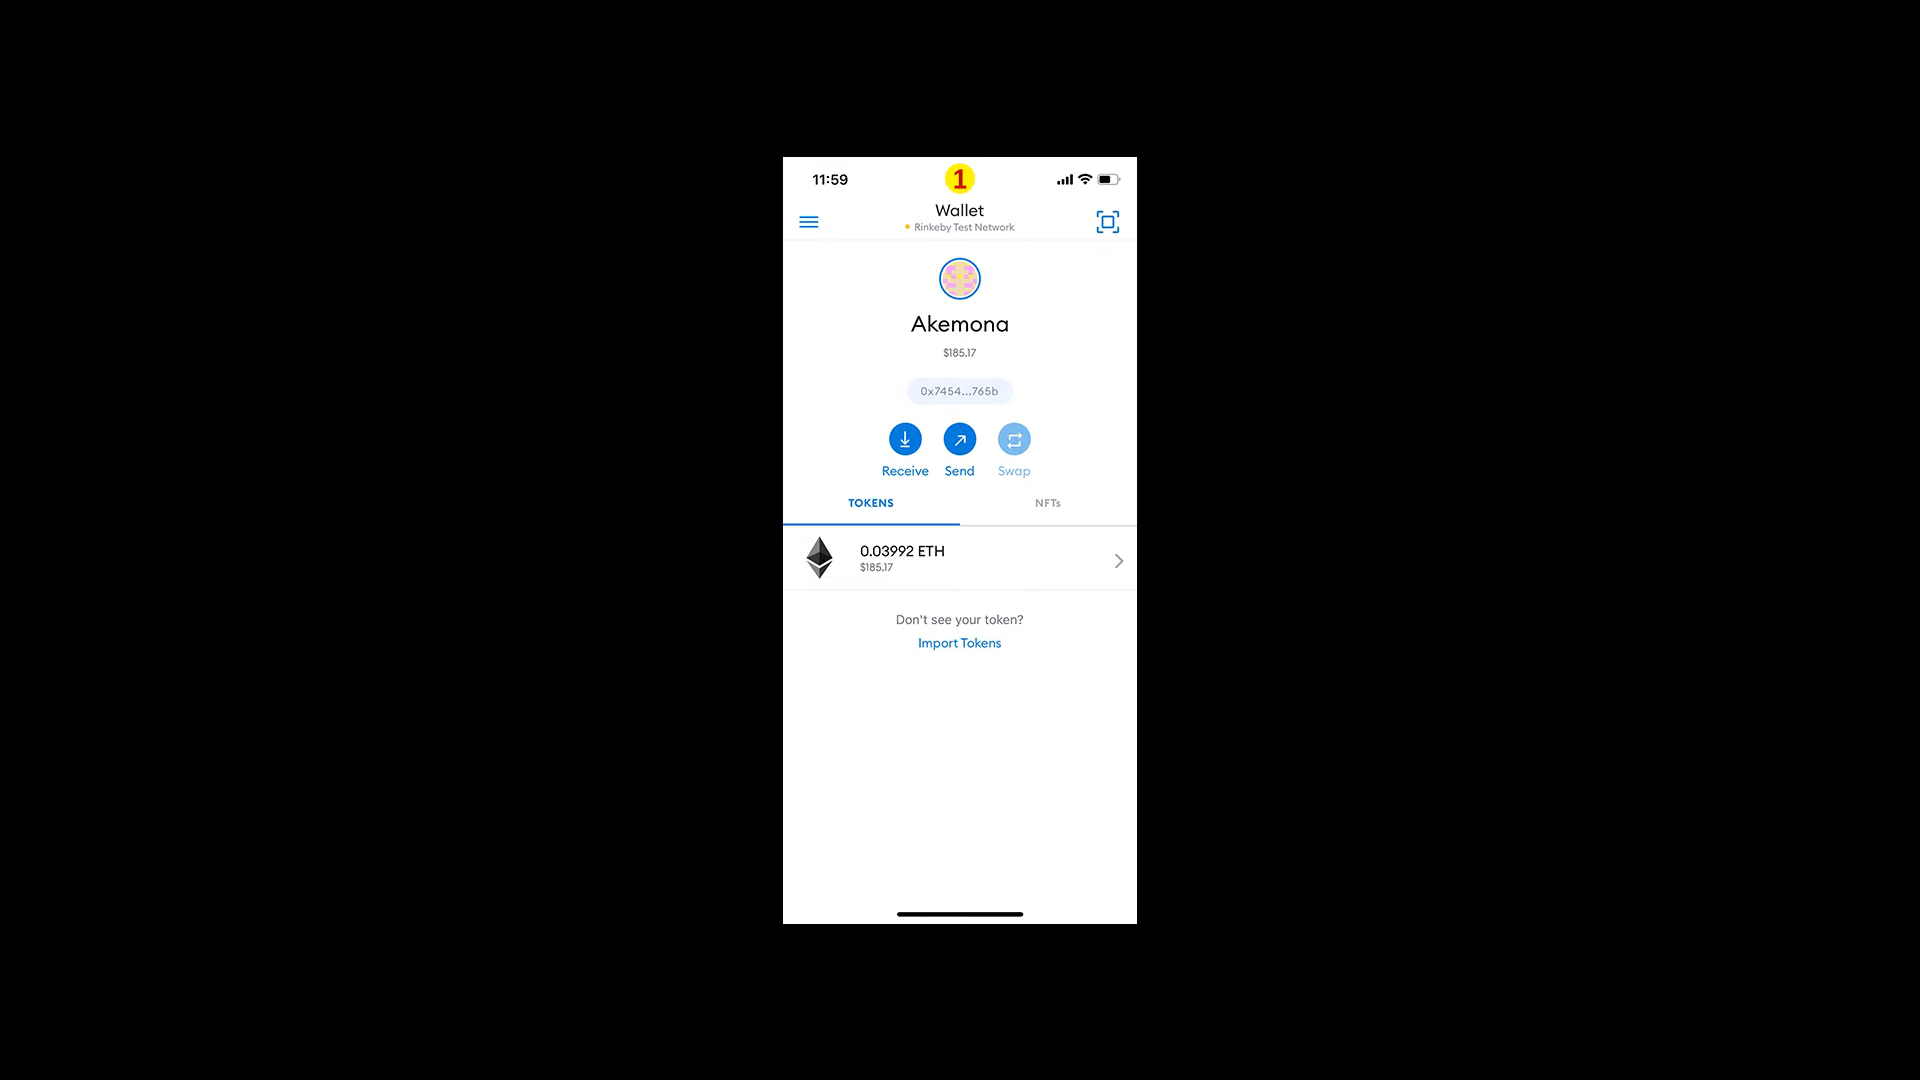 11:59
1
Wallet
Rinkeby Test Network
Akemona
$185.17
0x7454...765b
Receive Send Swap
TOKENS NFTs
0.03992 ETH
$185.17
Don't see your token?
Import Tokens